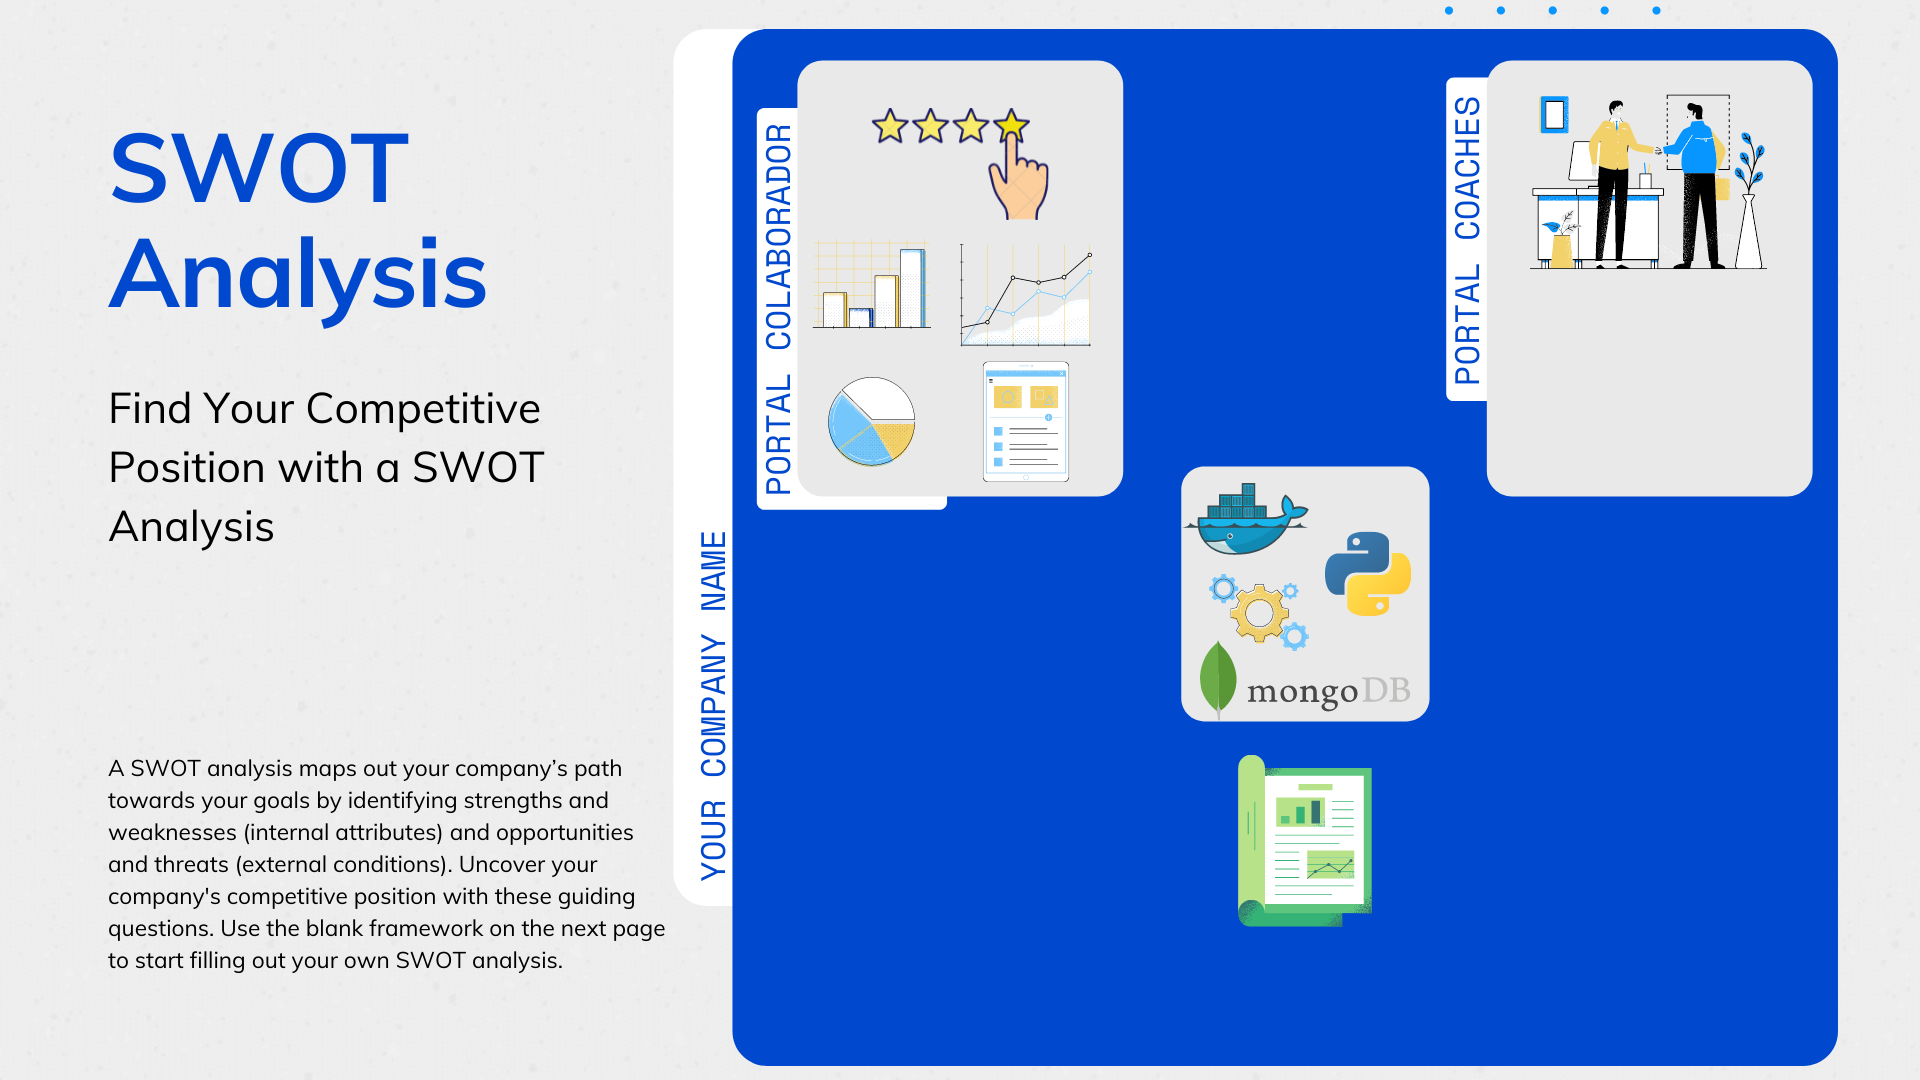 SWOT
Analysis
Find Your Competitive
Position with a SWOT
Analysis
A SWOT analysis maps out your company’s path
towards your goals by identifying strengths and
weaknesses (internal attributes) and opportunities
and threats (external conditions). Uncover your
company's competitive position with these guiding
questions. Use the blank framework on the next page
to start filling out your own SWOT analysis.
YOUR COMPANY NAME
PORTAL COLABORADOR
PORTAL COACHES
mongoDB